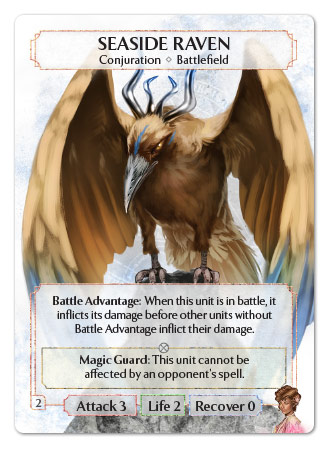 SEASIDE RAVEN
Conjuration ⬦ Battlefield
Battle Advantage: When this unit is in battle, it
inflicts its damage before other units without
Battle Advantage inflict their damage.
Magic Guard: This unit cannot be
affected by an opponent's spell.
2 Attack 3 Life 2 Recover 0